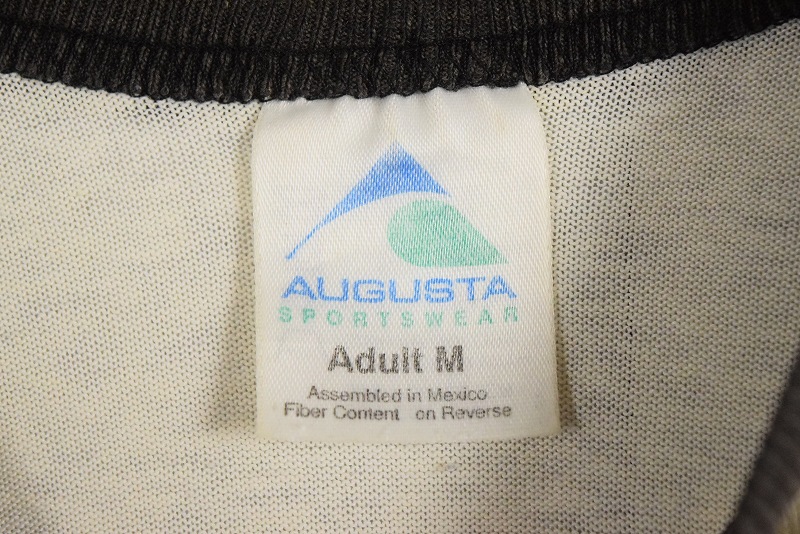 AUGUSTA
SPORTSWEAR
Adult M
Assembled in Mexico
Fiber Content on Reverse